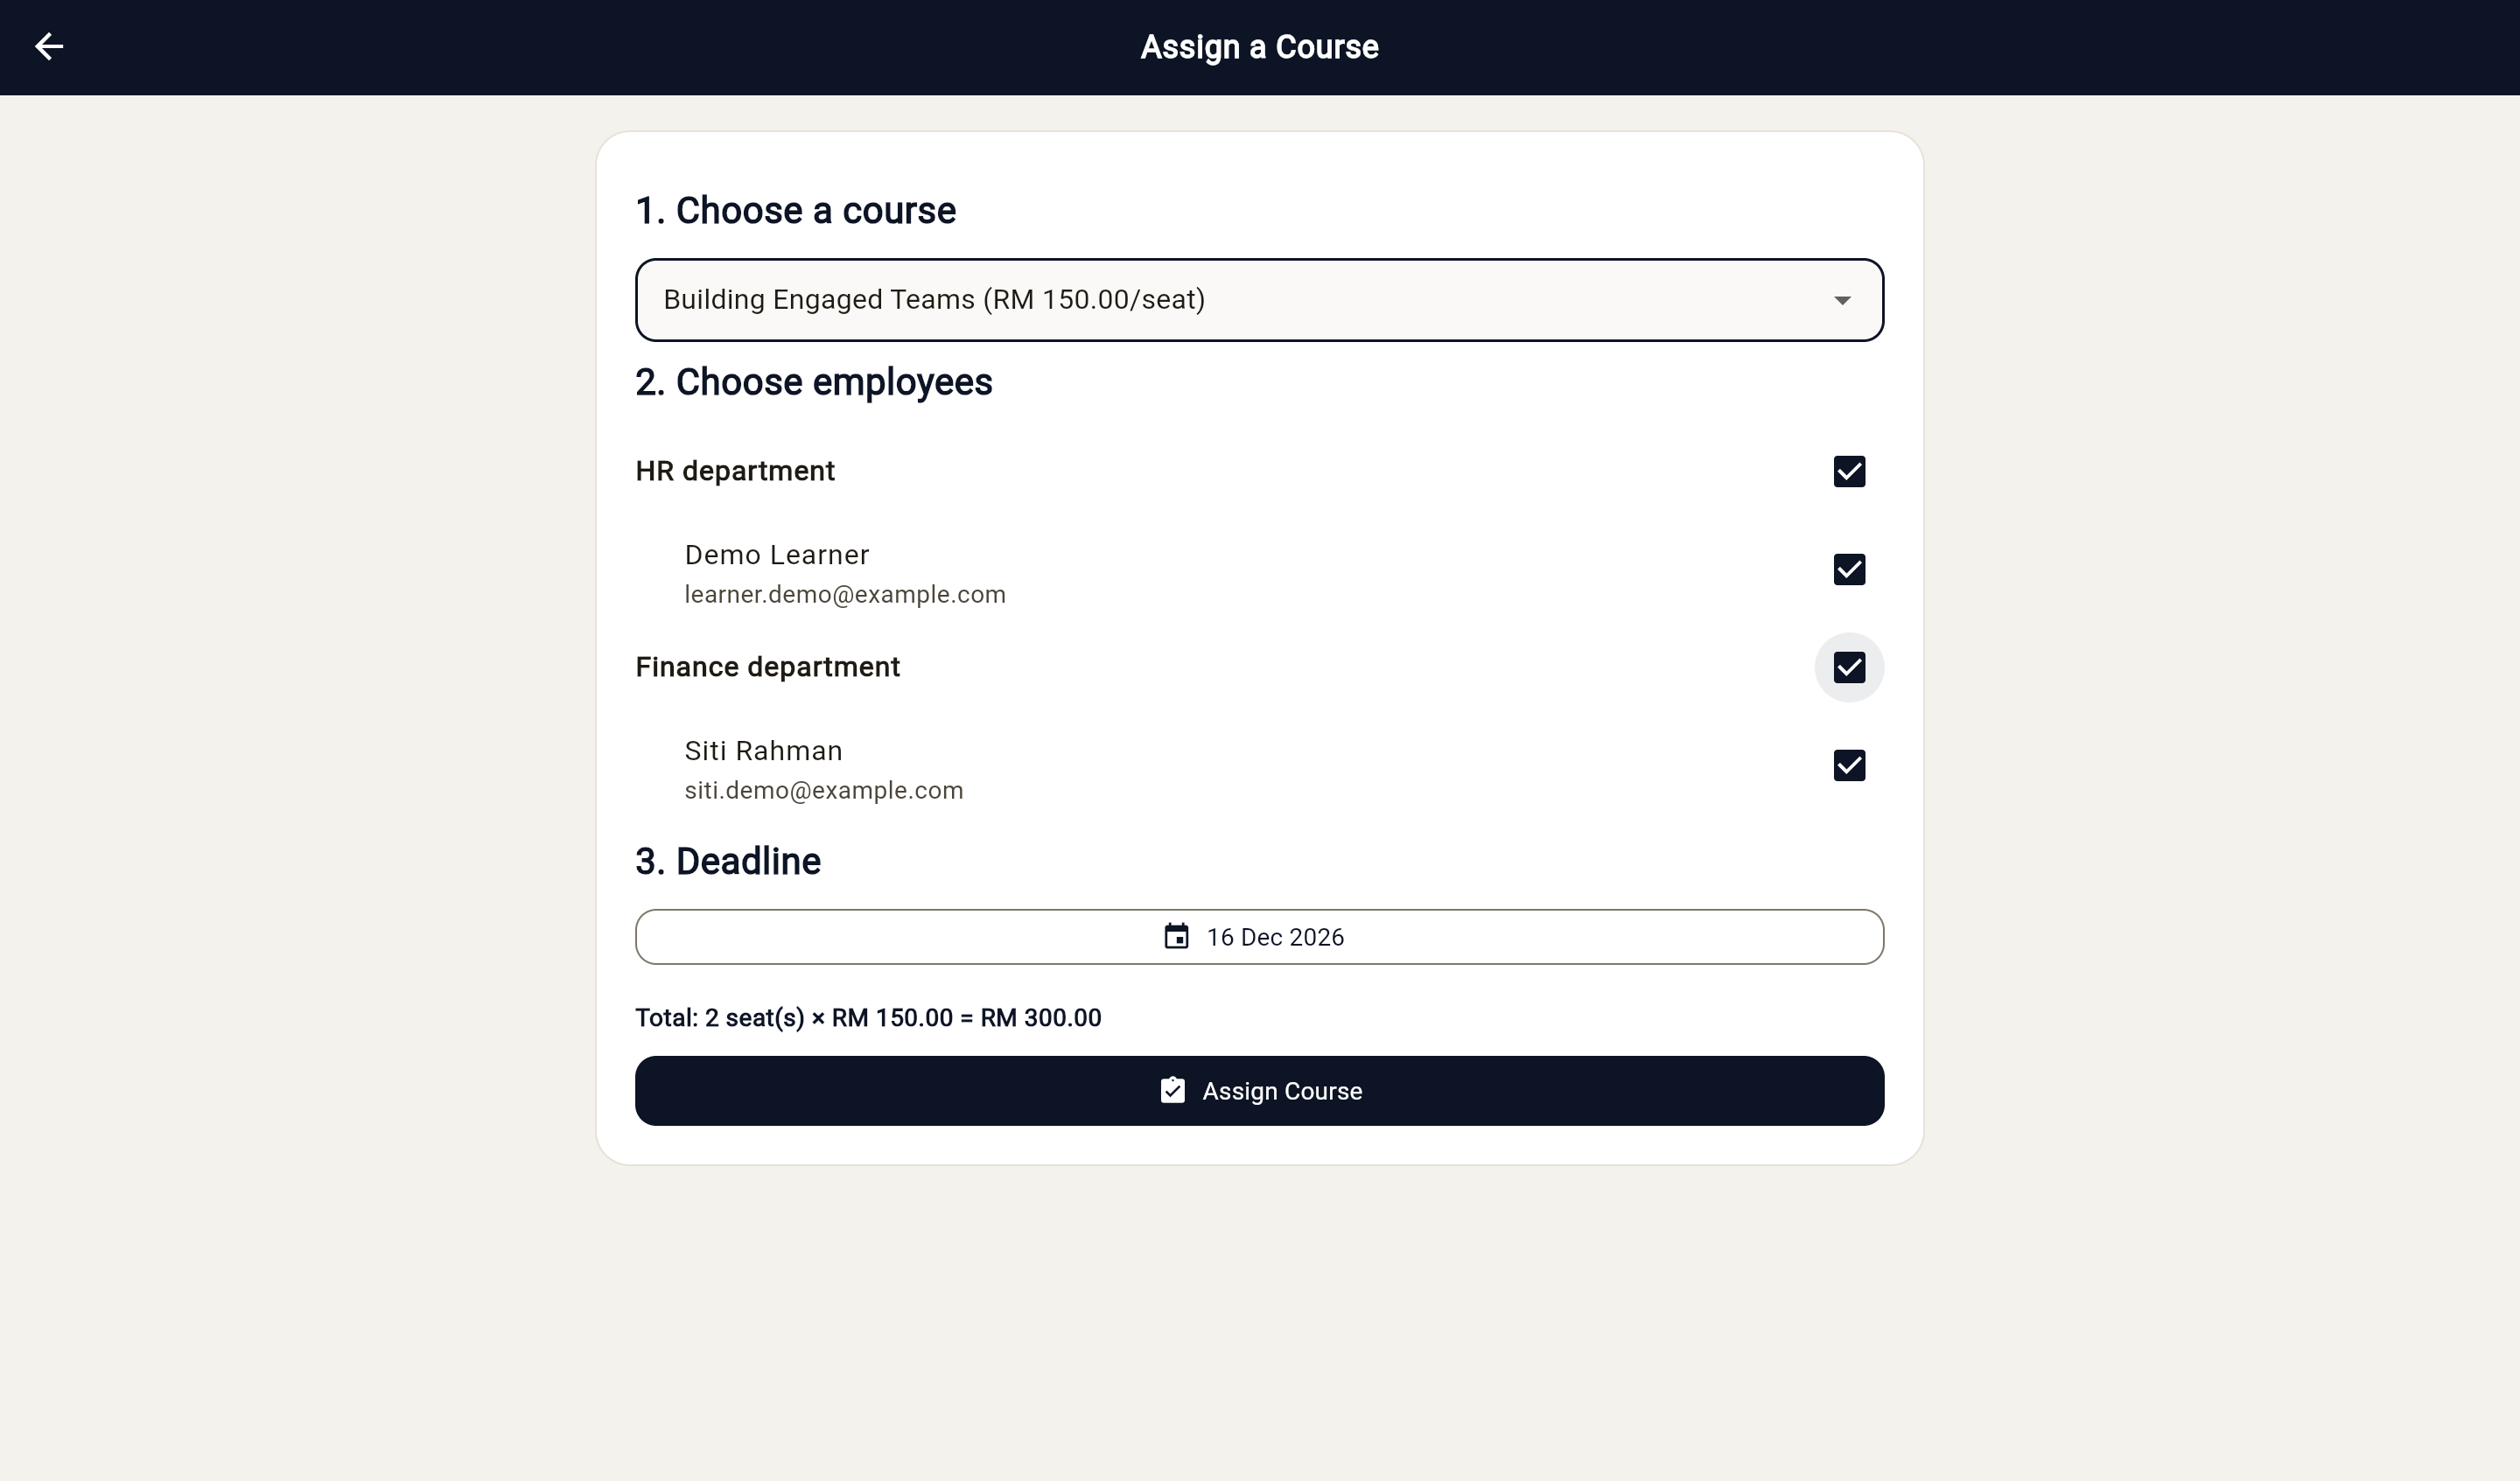 Assign a Course
1. Choose a course
Building Engaged Teams (RM 150.00/seat)
2. Choose employees
HR department
Demo Learner
learner.demo@example.com
Finance department
Siti Rahman
siti.demo@example.com
3. Deadline
16 Dec 2026
Total: 2 seat(s) × RM 150.00 = RM 300.00
Assign Course